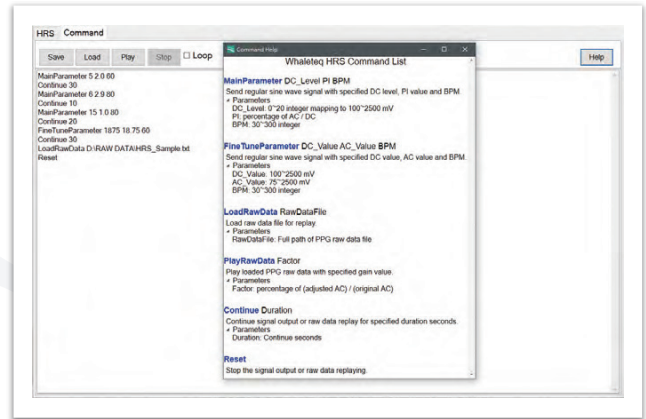 HRS Command
Save Load Play Stop Loop Help
MainParameter 5 2.0 60
Continue 30
MainParameter 6 2.9 80
Continue 10
MainParameter 15 1.0 80
Continue 20
FineTuneParameter 1875 18.75 60
Continue 30
LoadRawData D:\RAW DATA\HRS_Sample.txt
Reset
Command Help
Whaleteq HRS Command List
MainParameter DC_Level PI BPM
Send regular sine wave signal with specified DC level, PI value and BPM.
Parameters
DC_Level: 0~20 integer mapping to 100~2500 mV
PI: percentage of AC / DC
BPM: 30~300 integer
FineTuneParameter DC_Value AC_Value BPM
Send regular sine wave signal with specified DC value, AC value and BPM.
Parameters
DC_Value: 100~2500 mV
AC_Value: 75~2500 mV
BPM: 30~300 integer
LoadRawData RawDataFile
Load raw data file for replay.
Parameters
RawDataFile: Full path of PPG raw data file
PlayRawData Factor
Play loaded PPG raw data with specified gain value.
Parameters
Factor: percentage of (adjusted AC) / (original AC)
Continue Duration
Continue signal output or raw data replay for specified duration seconds.
Parameters
Duration: Continue seconds
Reset
Stop the signal output or raw data replaying.